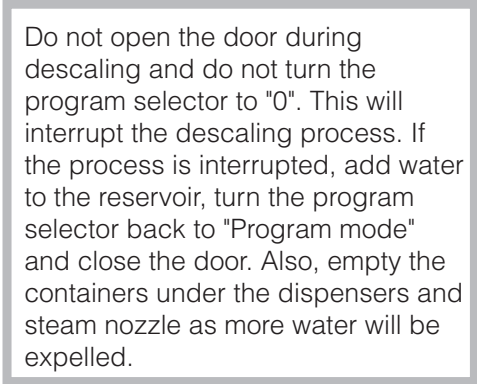 Do not open the door during
descaling and do not turn the
program selector to "0". This will
interrupt the descaling process. If
the process is interrupted, add water
to the reservoir, turn the program
selector back to "Program mode"
and close the door. Also, empty the
containers under the dispensers and
steam nozzle as more water will be
expelled.